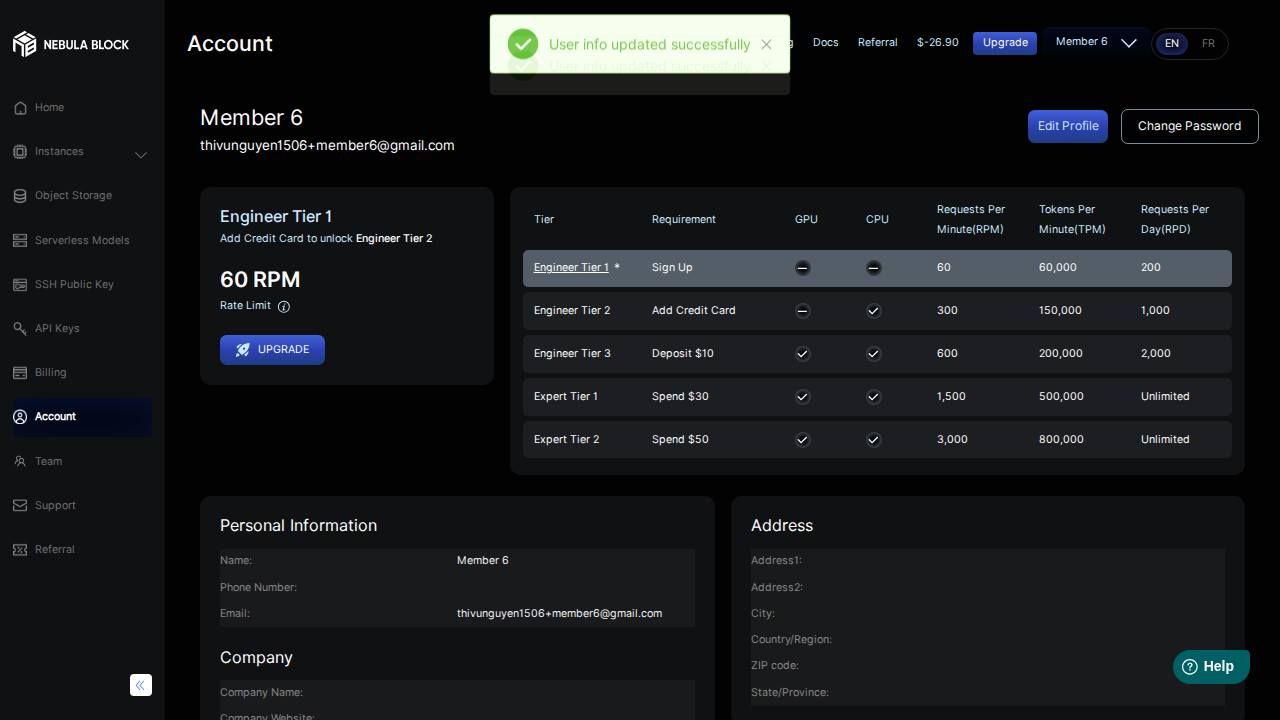 NEBULA BLOCK
Account
User info updated successfully
User info updated successfully
Docs
Referral
$-26.90
Upgrade
Member 6
EN
FR
Home
Instances
Object Storage
Serverless Models
SSH Public Key
API Keys
Billing
Account
Team
Support
Referral
Member 6
thivunguyen1506+member6@gmail.com
Edit Profile
Change Password
Engineer Tier 1
Add Credit Card to unlock Engineer Tier 2
60 RPM
Rate Limit
UPGRADE
Tier Requirement GPU CPU Requests Per Minute(RPM) Tokens Per Minute(TPM) Requests Per Day(RPD)
Engineer Tier 1 * Sign Up 60 60,000 200
Engineer Tier 2 Add Credit Card 300 150,000 1,000
Engineer Tier 3 Deposit $10 600 200,000 2,000
Expert Tier 1 Spend $30 1,500 500,000 Unlimited
Expert Tier 2 Spend $50 3,000 800,000 Unlimited
Personal Information
Name: Member 6
Phone Number:
Email: thivunguyen1506+member6@gmail.com
Company
Company Name:
Company Website:
Address
Address1:
Address2:
City:
Country/Region:
ZIP code:
State/Province:
Help